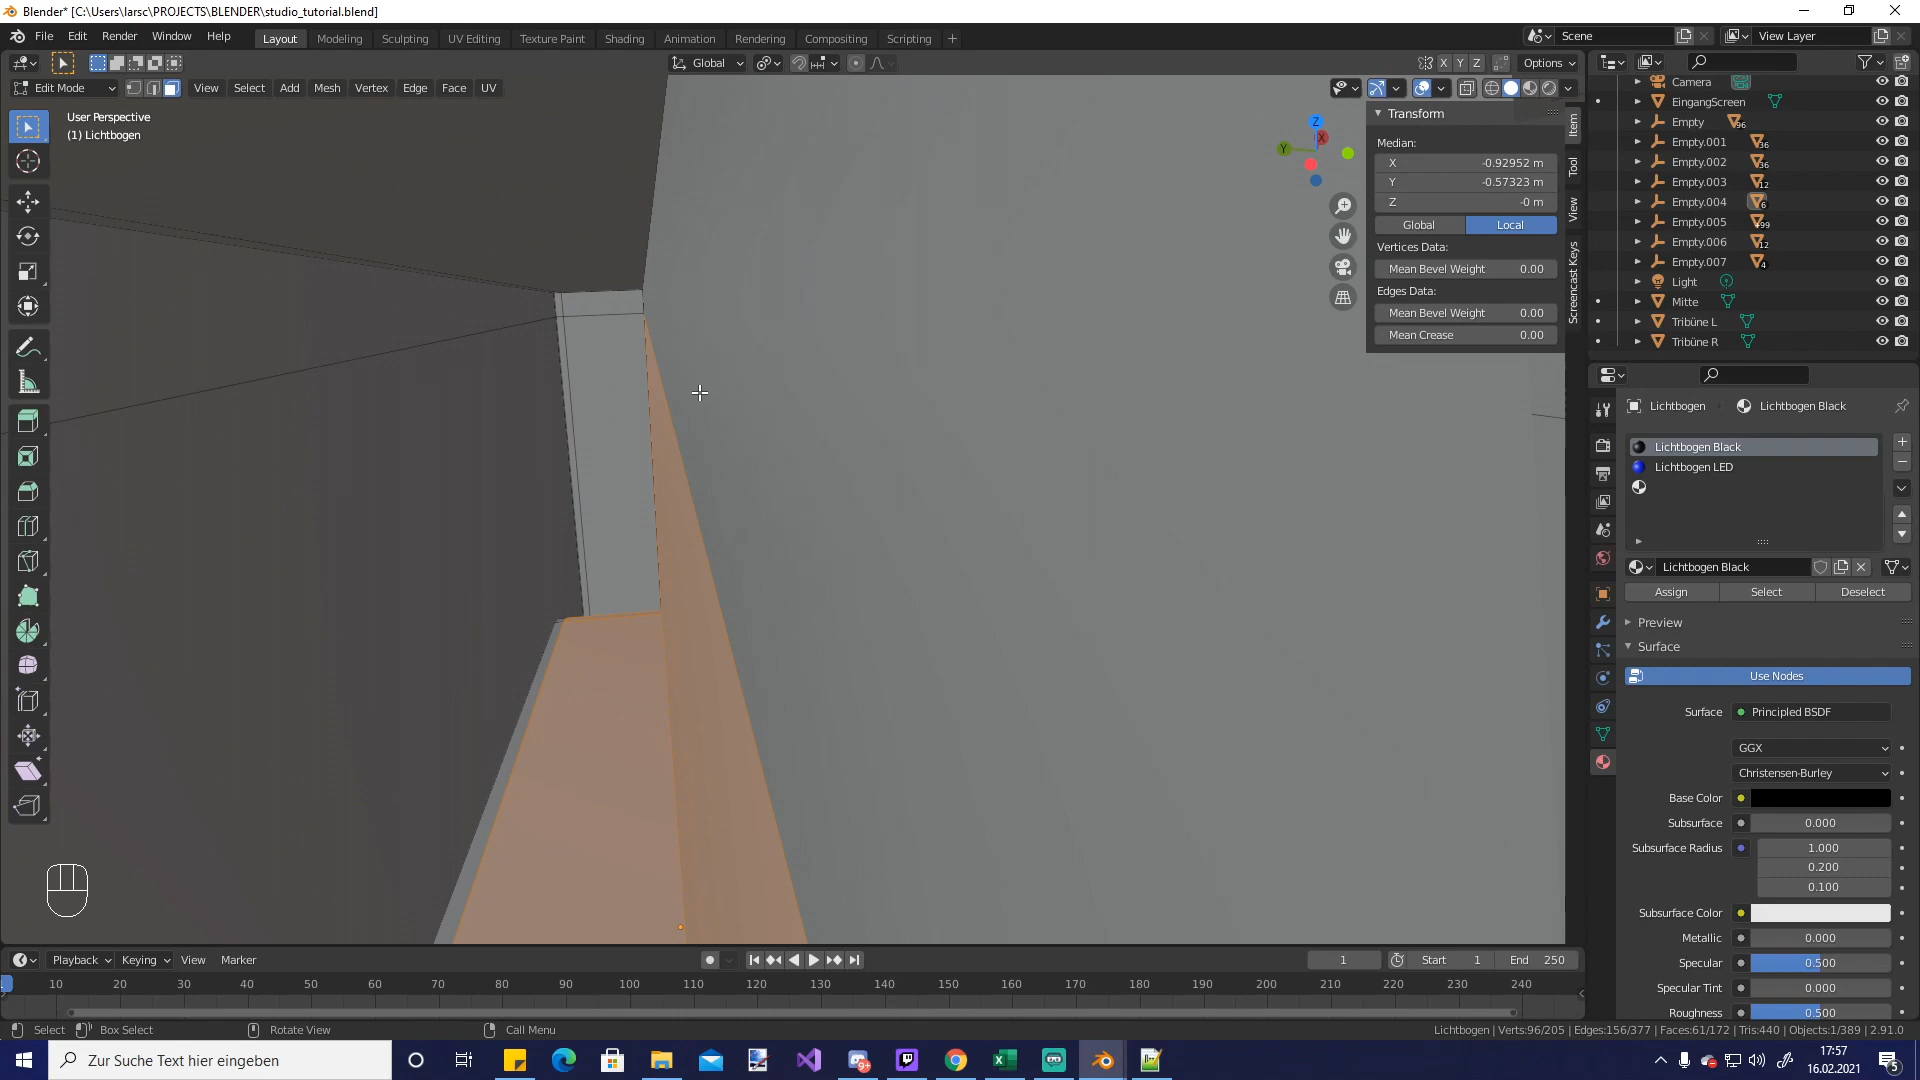 Blender* [C:\Users\larsc\PROJECTS\BLENDER\studio_tutorial.blend]
File Edit Render Window Help Layout Modeling Sculpting UV Editing Texture Paint Shading Animation Rendering Compositing Scripting + Scene View Layer
Global X Y Z Options
Edit Mode View Select Add Mesh Vertex Edge Face UV
User Perspective
(1) Lichtbogen
Z
X
Y
Transform
Median:
X -0.92952 m
Y -0.57323 m
Z -0 m
Global Local
Vertices Data:
Mean Bevel Weight 0.00
Edges Data:
Mean Bevel Weight 0.00
Mean Crease 0.00
Item
Tool
View
Screencast Keys
Camera
EingangScreen
Empty 96
Empty.001 36
Empty.002 36
Empty.003 12
Empty.004 6
Empty.005 +99
Empty.006 12
Empty.007 4
Light
Mitte
Tribüne L
Tribüne R
Lichtbogen Lichtbogen Black
Lichtbogen Black
Lichtbogen LED
Lichtbogen Black
Assign Select Deselect
Preview
Surface
Use Nodes
Surface Principled BSDF
GGX
Christensen-Burley
Base Color
Subsurface 0.000
Subsurface Radius 1.000
0.200
0.100
Subsurface Color
Metallic 0.000
Specular 0.500
Specular Tint 0.000
Roughness 0.500
Playback Keying View Marker 1 Start 1 End 250
10 20 30 40 50 60 70 80 90 100 110 120 130 140 150 160 170 180 190 200 210 220 230 240
Select Box Select Rotate View Call Menu Lichtbogen | Verts:96/205 | Edges:156/377 | Faces:61/172 | Tris:440 | Objects:1/389 | 2.91.0
Zur Suche Text hier eingeben
9+
17:57
16.02.2021
5